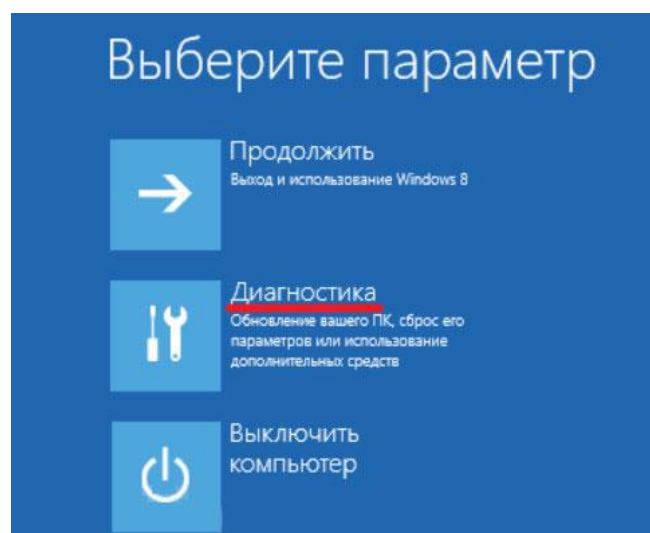 Выберите параметр
Продолжить
Выход и использование Windows 8
Диагностика
Обновление вашего ПК, сброс его
параметров или использование
дополнительных средств
Выключить
компьютер